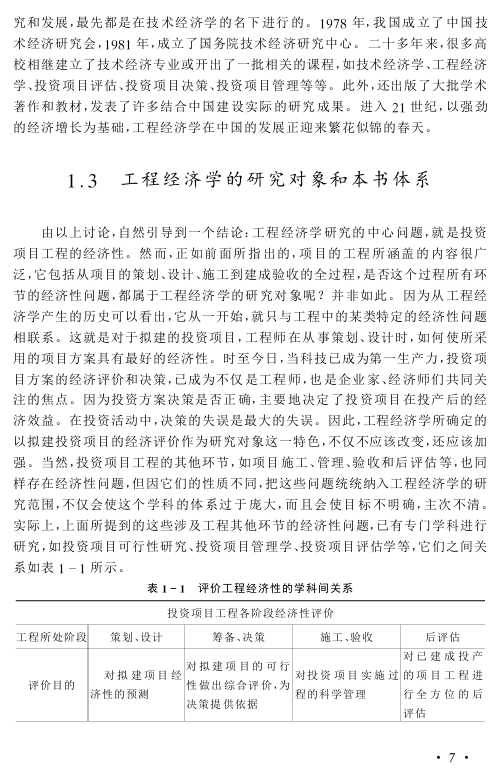 究和发展,最先都是在技术经济学的名下进行的。1978 年,我国成立了中国技
术经济研究会,1981 年,成立了国务院技术经济研究中心。二十多年来,很多高
校相继建立了技术经济专业或开出了一批相关的课程,如技术经济学、工程经济
学、投资项目评估、投资项目决策、投资项目管理等等。此外,还出版了大批学术
著作和教材,发表了许多结合中国建设实际的研究成果。进入 21 世纪,以强劲
的经济增长为基础,工程经济学在中国的发展正迎来繁花似锦的春天。
1.3 工程经济学的研究对象和本书体系
由以上讨论,自然引导到一个结论:工程经济学研究的中心问题,就是投资
项目工程的经济性。然而,正如前面所指出的,项目的工程所涵盖的内容很广
泛,它包括从项目的策划、设计、施工到建成验收的全过程,是否这个过程所有环
节的经济性问题,都属于工程经济学的研究对象呢?并非如此。因为从工程经
济学产生的历史可以看出,它从一开始,就只与工程中的某类特定的经济性问题
相联系。这就是对于拟建的投资项目,工程师在从事策划、设计时,如何使所采
用的项目方案具有最好的经济性。时至今日,当科技已成为第一生产力,投资项
目方案的经济评价和决策,已成为不仅是工程师,也是企业家、经济师们共同关
注的焦点。因为投资方案决策是否正确,主要地决定了投资项目在投产后的经
济效益。在投资活动中,决策的失误是最大的失误。因此,工程经济学所确定的
以拟建投资项目的经济评价作为研究对象这一特色,不仅不应该改变,还应该加
强。当然,投资项目工程的其他环节,如项目施工、管理、验收和后评估等,也同
样存在经济性问题,但因它们的性质不同,把这些问题统统纳入工程经济学的研
究范围,不仅会使这个学科的体系过于庞大,而且会使目标不明确,主次不清。
实际上,上面所提到的这些涉及工程其他环节的经济性问题,已有专门学科进行
研究,如投资项目可行性研究、投资项目管理学、投资项目评估学等,它们之间关
系如表 1-1 所示。
表 1-1 评价工程经济性的学科间关系
投资项目工程各阶段经济性评价
工程所处阶段 策划、设计 筹备、决策 施工、验收 后评估
评价目的
对拟建项目经
济性的预测
对拟建项目的可行
性做出综合评价,为
决策提供依据
对投资项目实施过
程的科学管理
对已建成投产
的项目工程进
行全方位的后
评估
· 7 ·